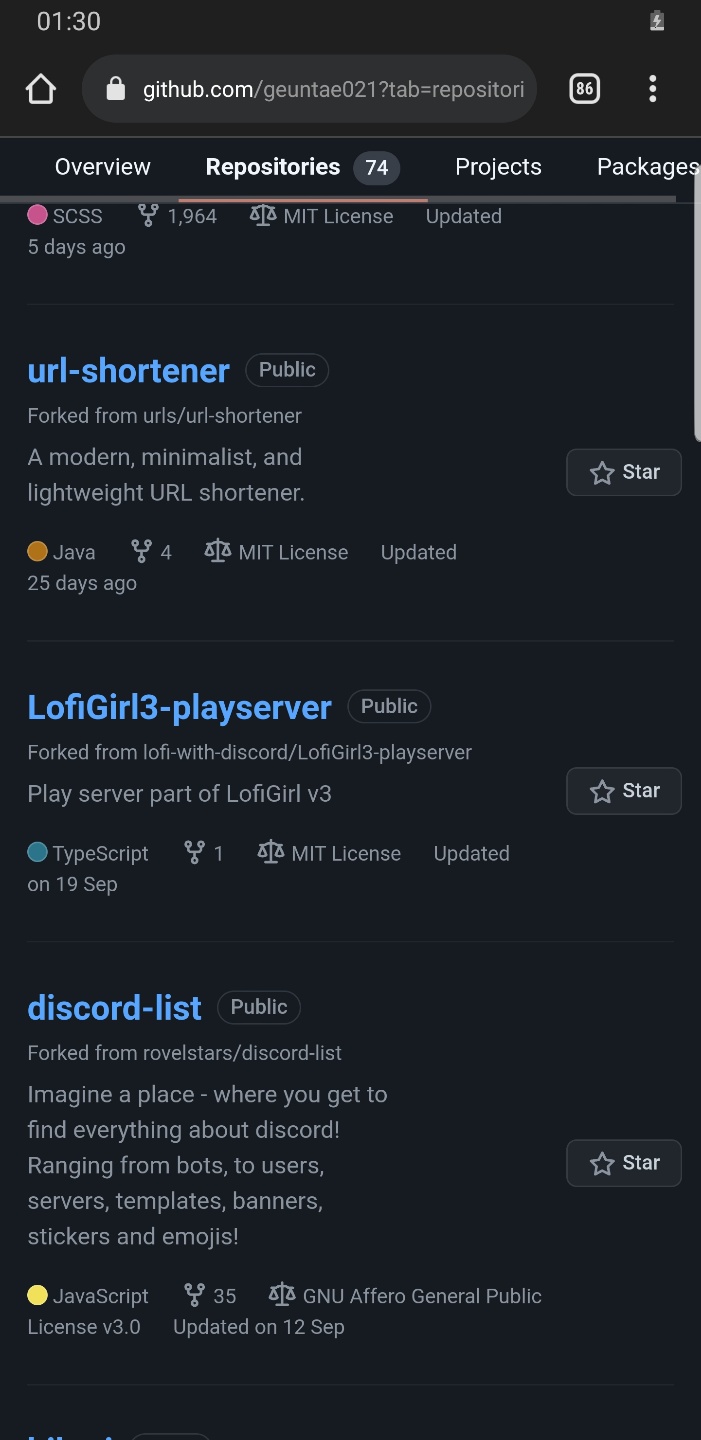 01:30
github.com/geuntae021?tab=repositori
86
Overview Repositories 74 Projects Packages
SCSS 1,964 MIT License Updated
5 days ago
url-shortener Public
Forked from urls/url-shortener
A modern, minimalist, and
lightweight URL shortener.
Star
Java 4 MIT License Updated
25 days ago
LofiGirl3-playserver Public
Forked from lofi-with-discord/LofiGirl3-playserver
Play server part of LofiGirl v3
Star
TypeScript 1 MIT License Updated
on 19 Sep
discord-list Public
Forked from rovelstars/discord-list
Imagine a place - where you get to
find everything about discord!
Ranging from bots, to users,
servers, templates, banners,
stickers and emojis!
Star
JavaScript 35 GNU Affero General Public
License v3.0 Updated on 12 Sep